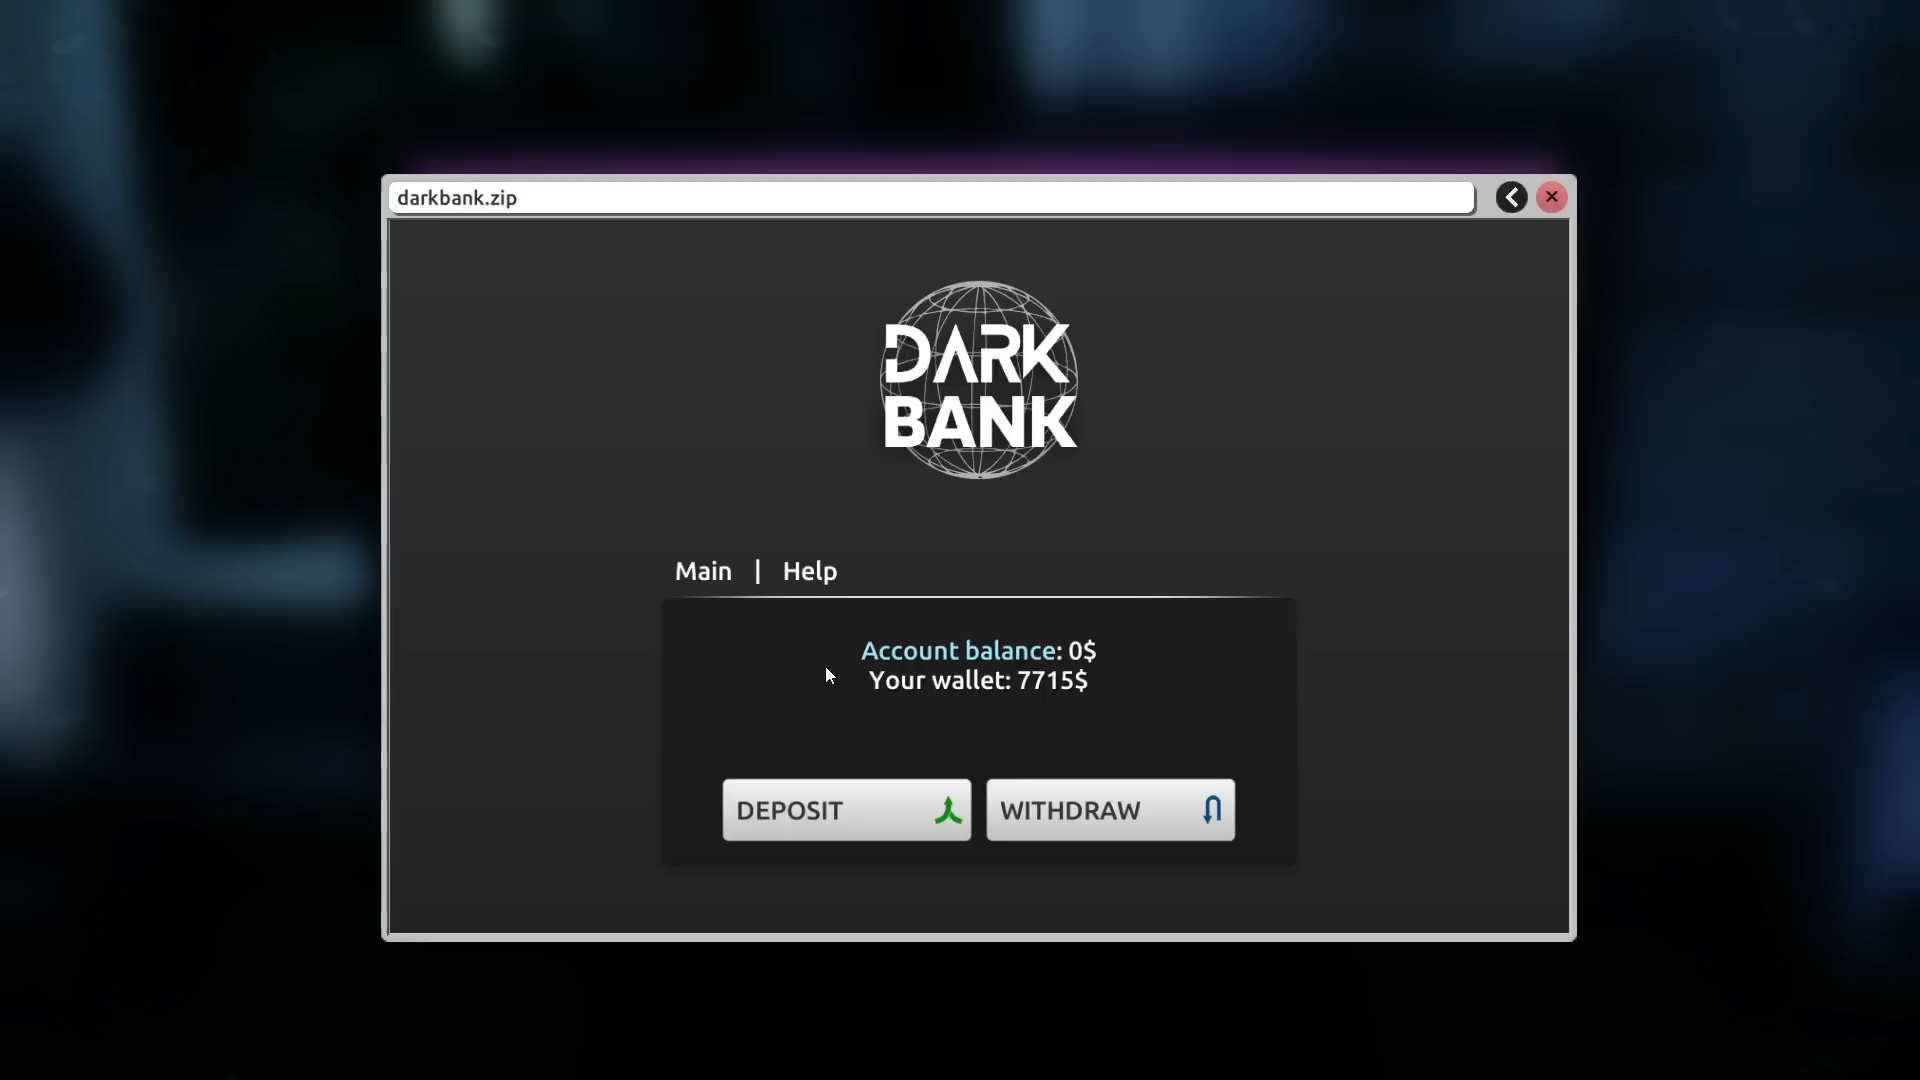 darkbank.zip
DARK
BANK
Main | Help
Account balance: 0$
Your wallet: 7715$
DEPOSIT
WITHDRAW